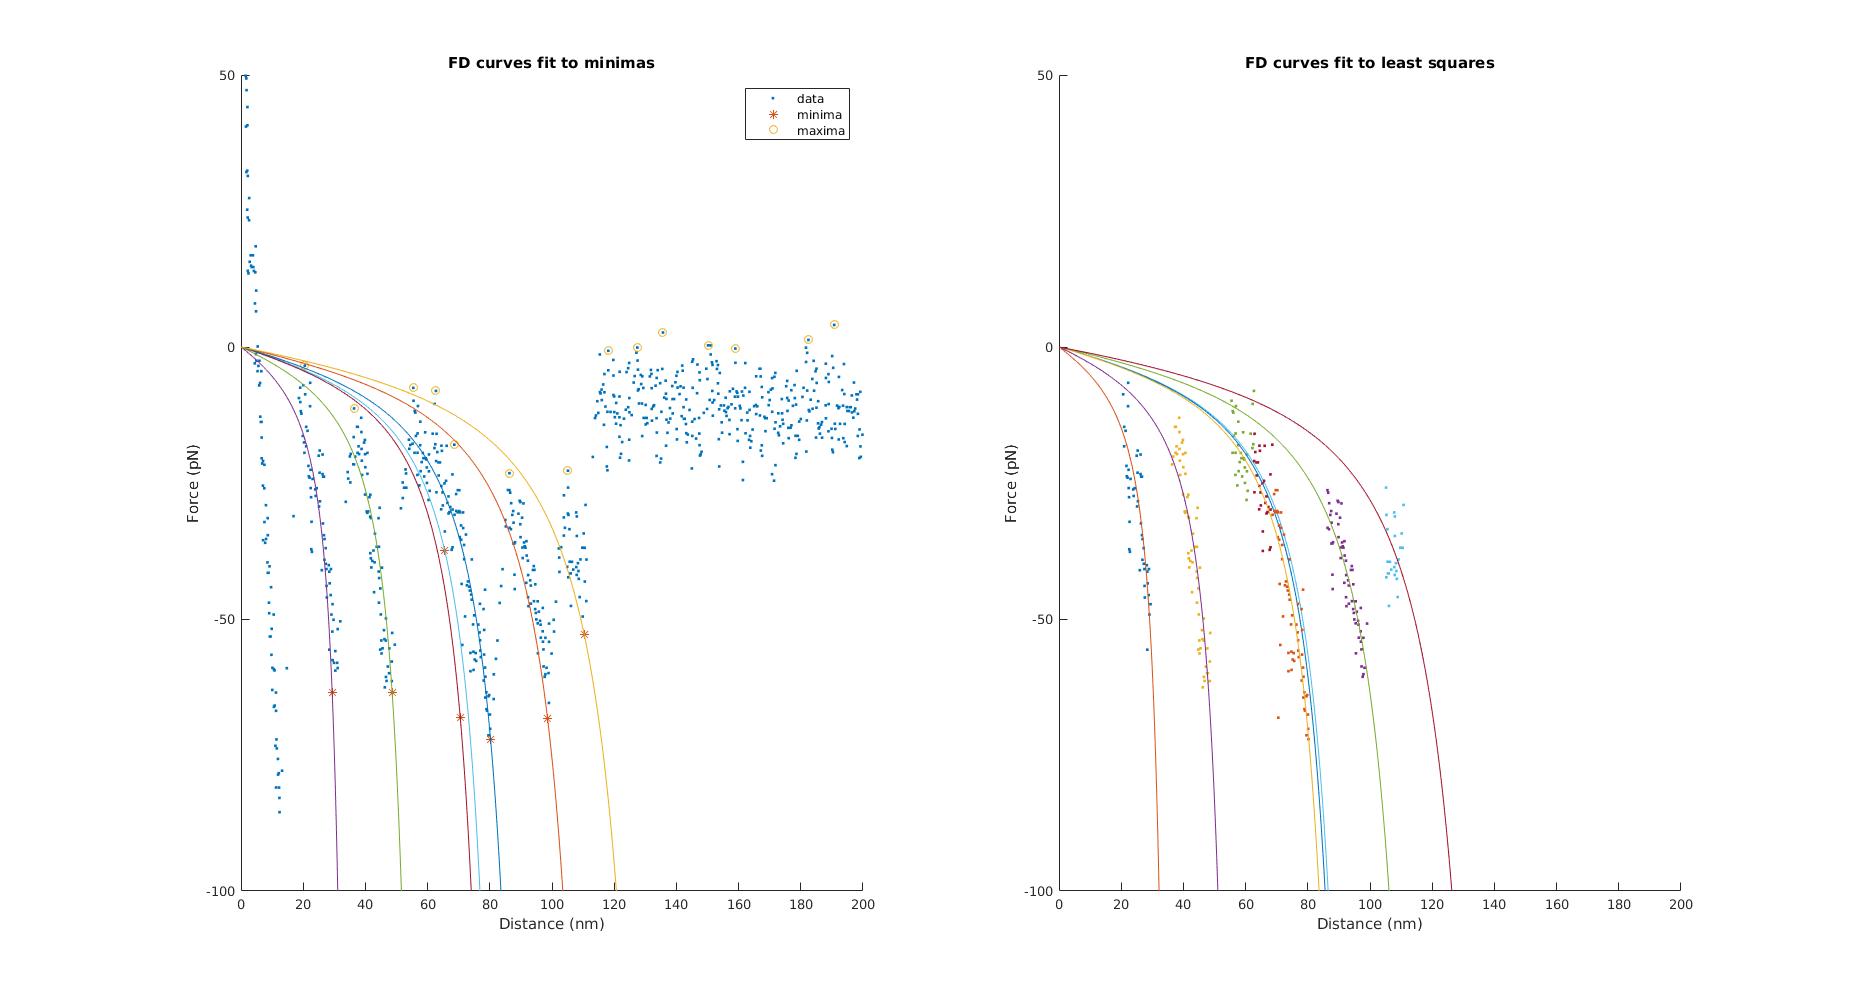 FD curves fit to minimas
50
0
-50
-100
Force (pN)
data
minima
maxima
0 20 40 60 80 100 120 140 160 180 200
Distance (nm)
FD curves fit to least squares
50
0
-50
-100
Force (pN)
0 20 40 60 80 100 120 140 160 180 200
Distance (nm)